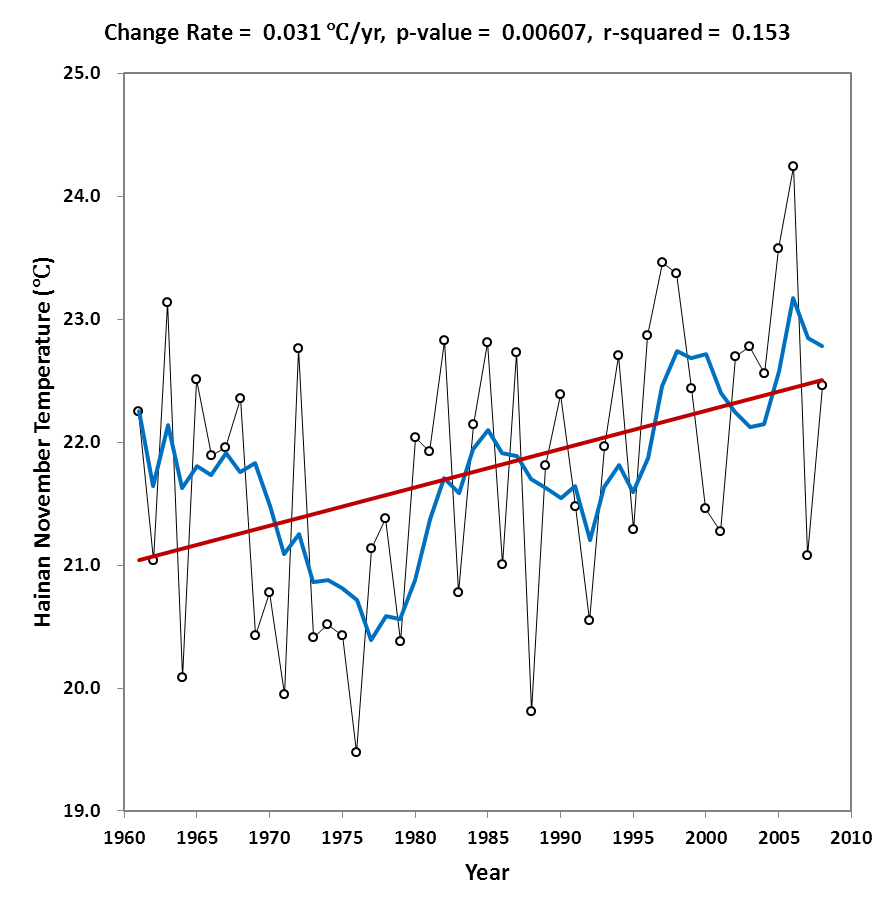 Change Rate = 0.031 ℃/yr, p-value = 0.00607, r-squared = 0.153
25.0
24.0
23.0
22.0
21.0
20.0
19.0
Hainan November Temperature (℃)
1960 1965 1970 1975 1980 1985 1990 1995 2000 2005 2010
Year